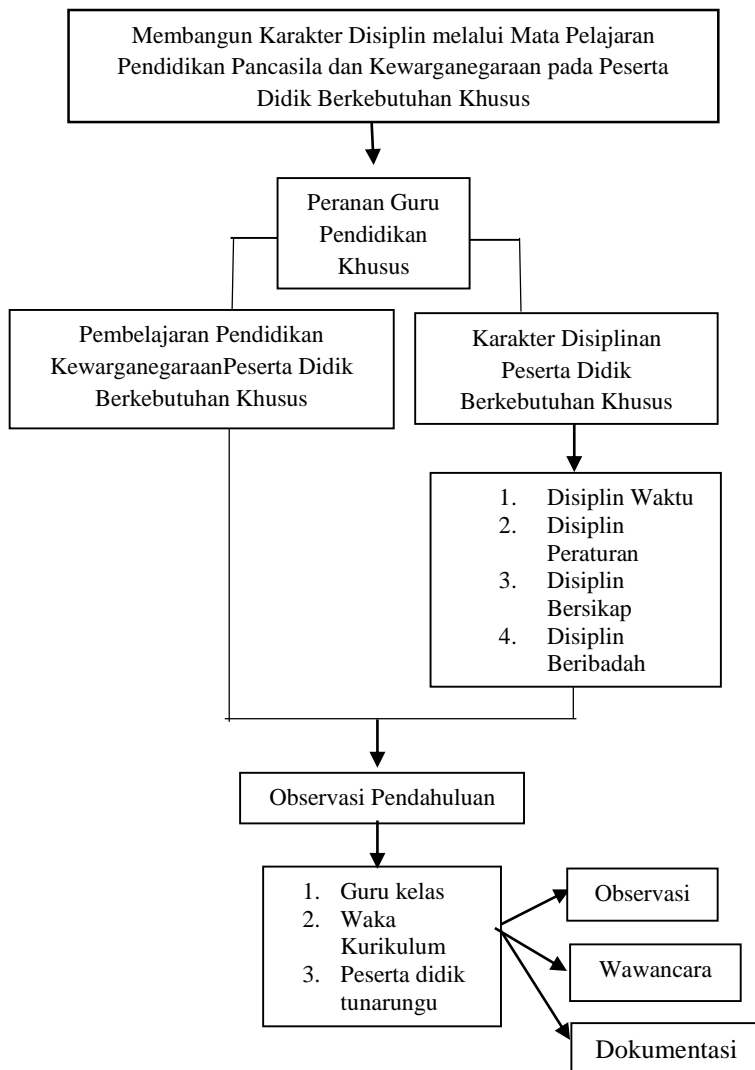 Membangun Karakter Disiplin melalui Mata Pelajaran
Pendidikan Pancasila dan Kewarganegaraan pada Peserta
Didik Berkebutuhan Khusus
Peranan Guru
Pendidikan
Khusus
Pembelajaran Pendidikan
KewarganegaraanPeserta Didik
Berkebutuhan Khusus
Karakter Disiplinan
Peserta Didik
Berkebutuhan Khusus
1. Disiplin Waktu
2. Disiplin
Peraturan
3. Disiplin
Bersikap
4. Disiplin
Beribadah
Observasi Pendahuluan
1. Guru kelas
2. Waka
Kurikulum
3. Peserta didik
tunarungu
Observasi
Wawancara
Dokumentasi